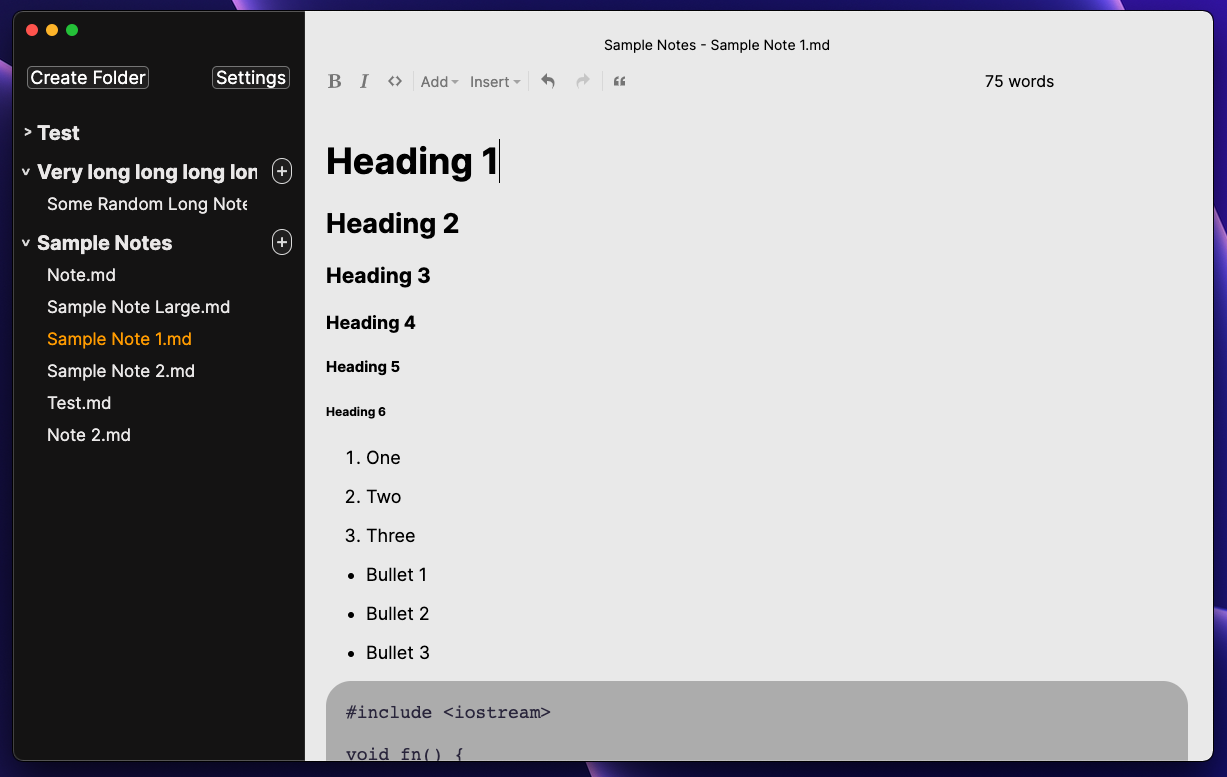 Sample Notes - Sample Note 1.md
Create Folder Settings
B I <> Add Insert 75 words
> Test
Very long long long lon
Some Random Long Note
Sample Notes
Note.md
Sample Note Large.md
Sample Note 1.md
Sample Note 2.md
Test.md
Note 2.md
Heading 1
Heading 2
Heading 3
Heading 4
Heading 5
Heading 6
1. One
2. Two
3. Three
• Bullet 1
• Bullet 2
• Bullet 3
#include <iostream>
void fn() {